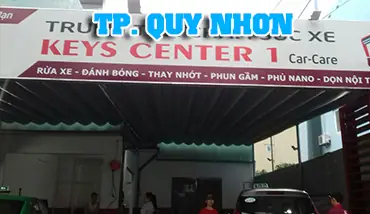 TP. QUY NHƠN
XE
KEYS CENTER 1 Car-Care
RỬA XE - ĐÁNH BÓNG - THAY NHỚT - PHUN GẦM - PHỦ NANO - DỌN NỘI T